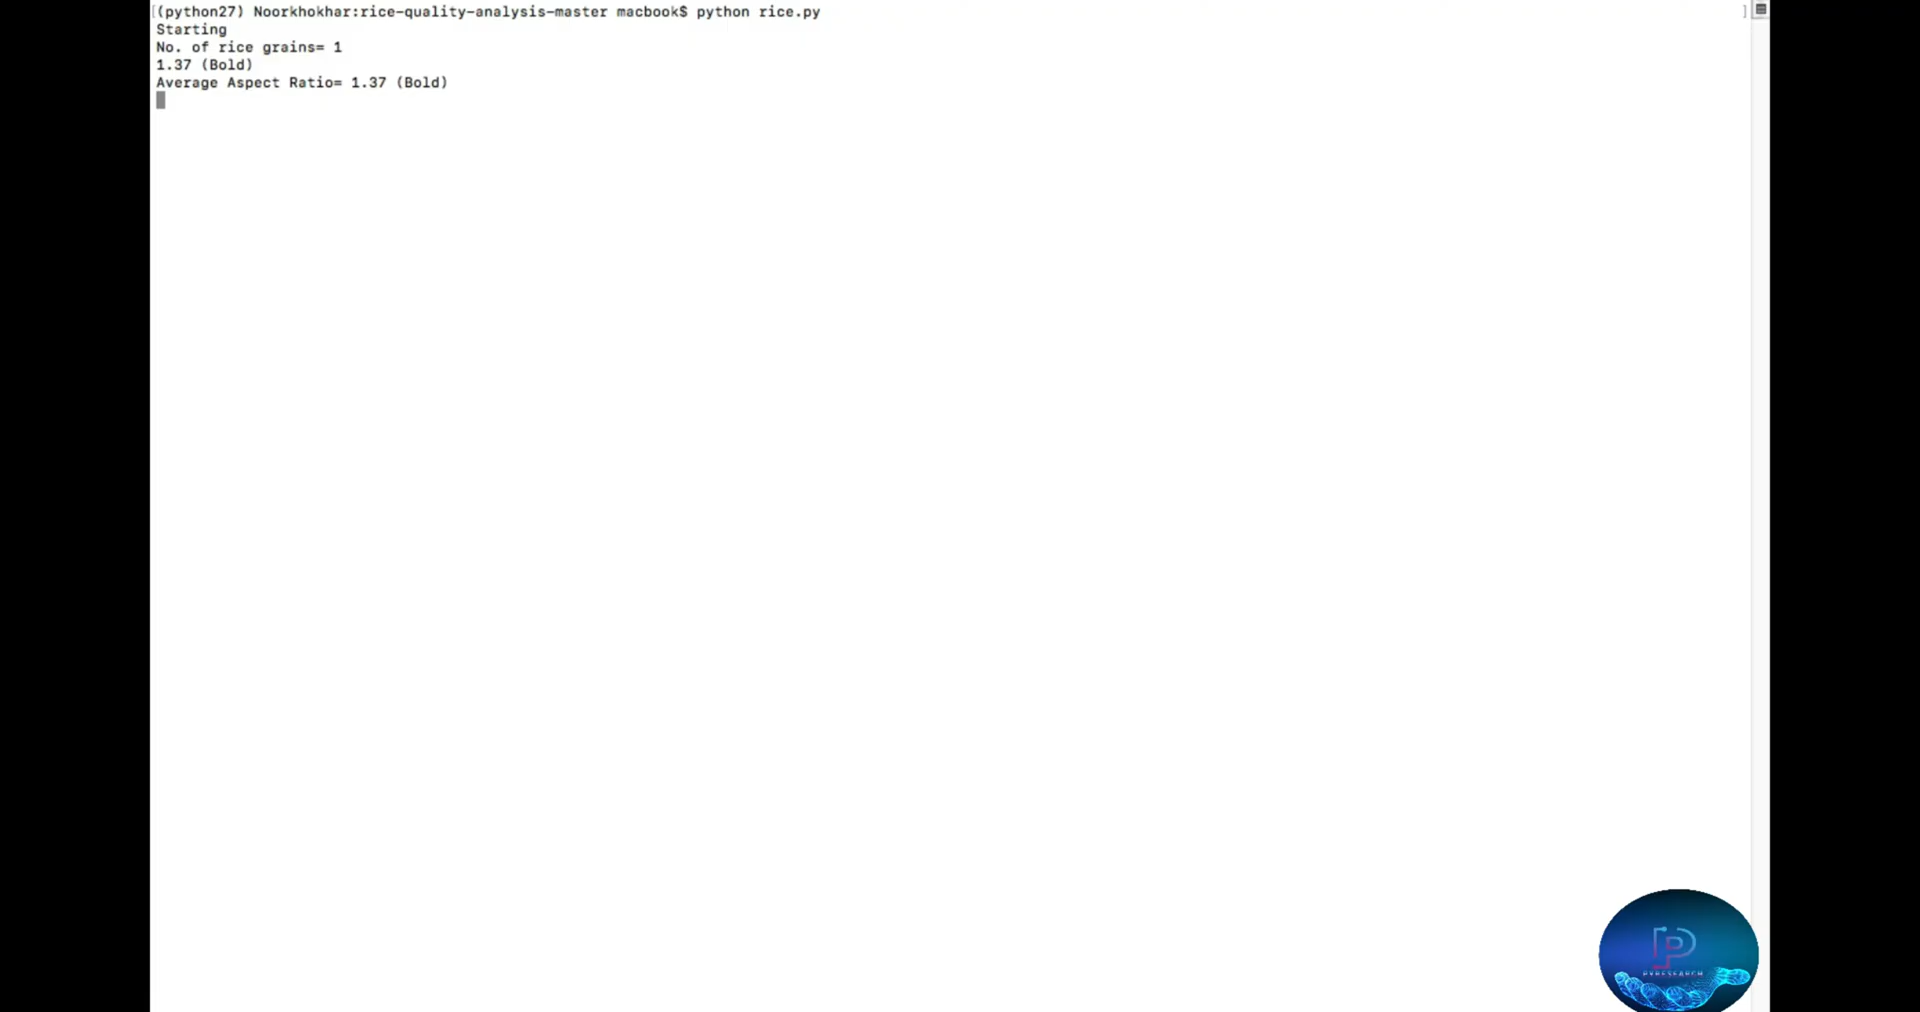 [(python27) Noorkhokhar:rice-quality-analysis-master macbook$ python rice.py ]
Starting
No. of rice grains= 1
1.37 (Bold)
Average Aspect Ratio= 1.37 (Bold)
PYRESEARCH